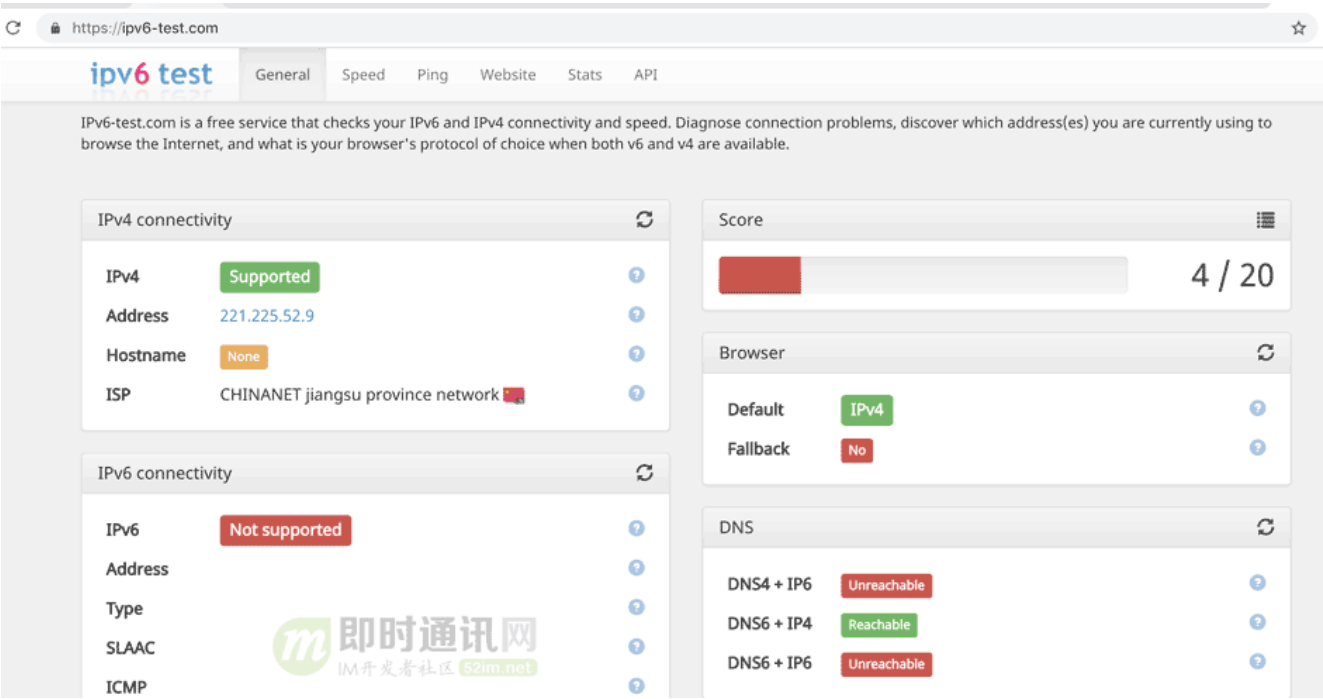 https://ipv6-test.com
ipv6 test
General
Speed
Ping
Website
Stats
API
IPv6-test.com is a free service that checks your IPv6 and IPv4 connectivity and speed. Diagnose connection problems, discover which address(es) you are currently using to
browse the Internet, and what is your browser's protocol of choice when both v6 and v4 are available.
IPv4 connectivity
IPv4 Supported
Address 221.225.52.9
Hostname None
ISP CHINANET jiangsu province network
IPv6 connectivity
IPv6 Not supported
Address
Type
SLAAC
ICMP
Score
4 / 20
Browser
Default IPv4
Fallback No
DNS
DNS4 + IP6 Unreachable
DNS6 + IP4 Reachable
DNS6 + IP6 Unreachable
即时通讯网
IM开发者社区 52im.net